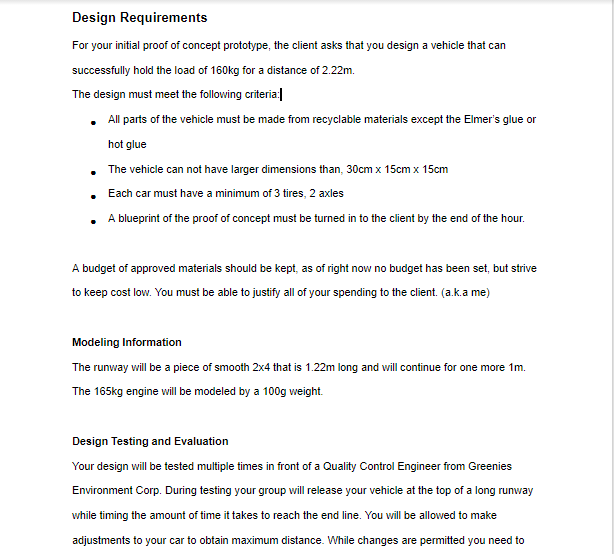 Design Requirements
For your initial proof of concept prototype, the client asks that you design a vehicle that can
successfully hold the load of 160kg for a distance of 2.22m.
The design must meet the following criteria:
• All parts of the vehicle must be made from recyclable materials except the Elmer's glue or
hot glue
• The vehicle can not have larger dimensions than, 30cm x 15cm x 15cm
• Each car must have a minimum of 3 tires, 2 axles
• A blueprint of the proof of concept must be turned in to the client by the end of the hour.
A budget of approved materials should be kept, as of right now no budget has been set, but strive
to keep cost low. You must be able to justify all of your spending to the client. (a.k.a me)
Modeling Information
The runway will be a piece of smooth 2x4 that is 1.22m long and will continue for one more 1m.
The 165kg engine will be modeled by a 100g weight.
Design Testing and Evaluation
Your design will be tested multiple times in front of a Quality Control Engineer from Greenies
Environment Corp. During testing your group will release your vehicle at the top of a long runway
while timing the amount of time it takes to reach the end line. You will be allowed to make
adjustments to your car to obtain maximum distance. While changes are permitted you need to